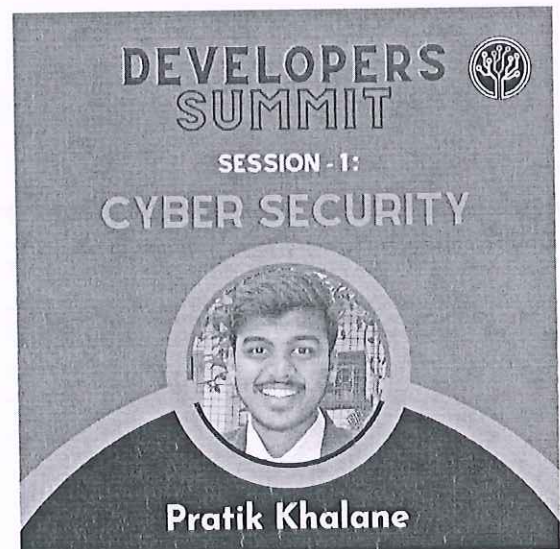 DEVELOPERS
SUMMIT
SESSION - 1:
CYBER SECURITY
Pratik Khalane